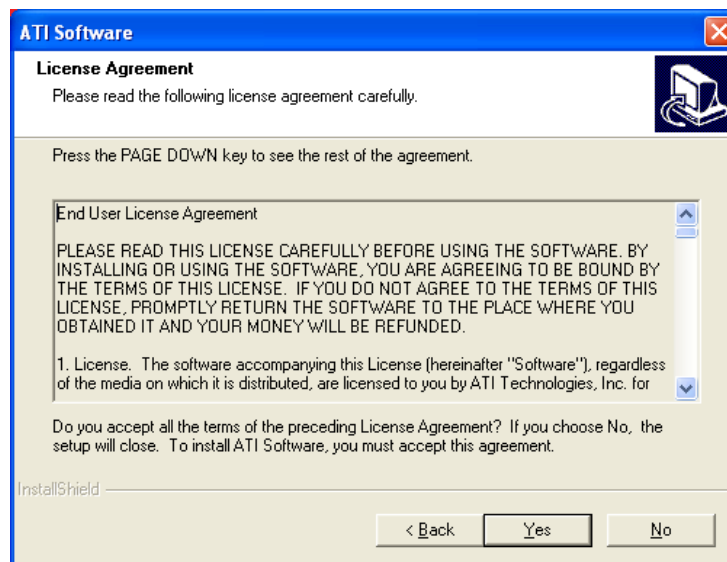 ATI Software
License Agreement
Please read the following license agreement carefully.
Press the PAGE DOWN key to see the rest of the agreement.
End User License Agreement
PLEASE READ THIS LICENSE CAREFULLY BEFORE USING THE SOFTWARE. BY
INSTALLING OR USING THE SOFTWARE, YOU ARE AGREEING TO BE BOUND BY
THE TERMS OF THIS LICENSE.  IF YOU DO NOT AGREE TO THE TERMS OF THIS
LICENSE, PROMPTLY RETURN THE SOFTWARE TO THE PLACE WHERE YOU
OBTAINED IT AND YOUR MONEY WILL BE REFUNDED.
1. License.  The software accompanying this License (hereinafter "Software"), regardless
of the media on which it is distributed, are licensed to you by ATI Technologies, Inc. for
Do you accept all the terms of the preceding License Agreement?  If you choose No,  the
setup will close.  To install ATI Software, you must accept this agreement.
InstallShield
< Back Yes No